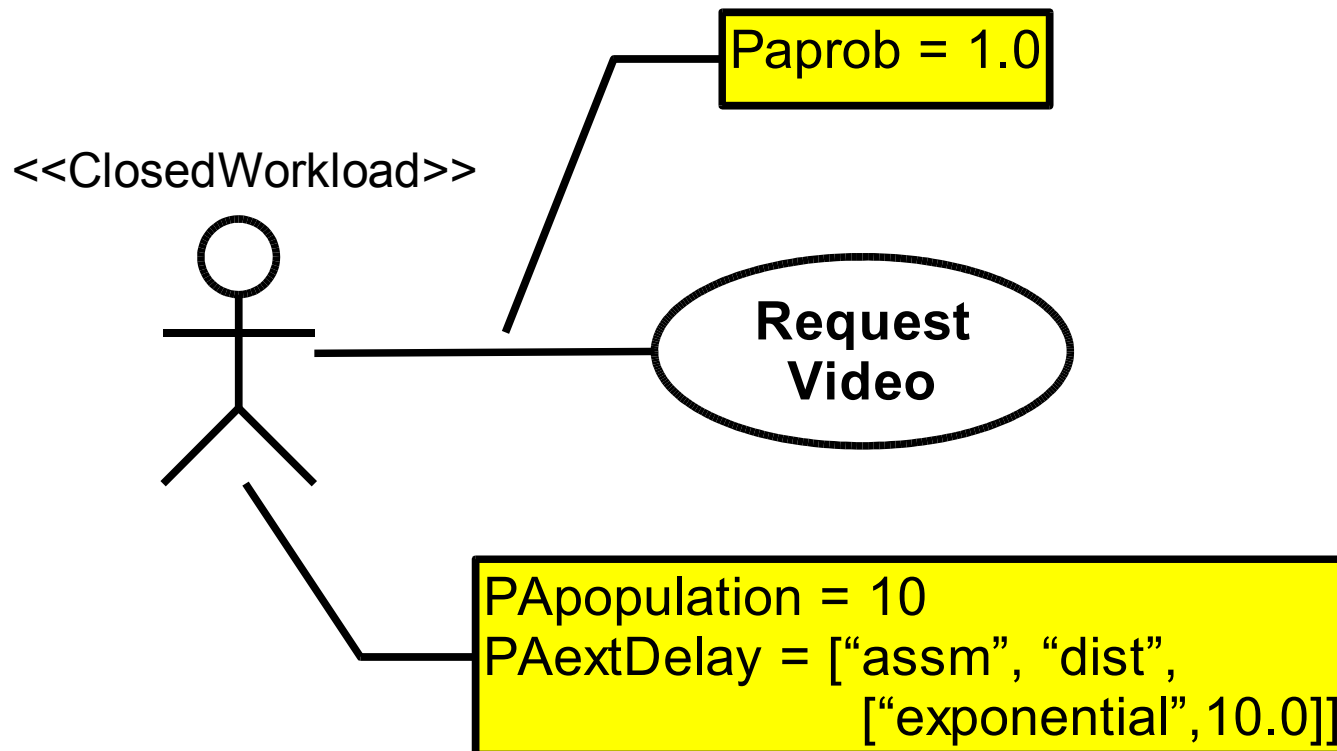 Paprob = 1.0
<<ClosedWorkload>>
Request
Video
PApopulation = 10
PAextDelay = [“assm”, “dist”,
[“exponential”,10.0]]